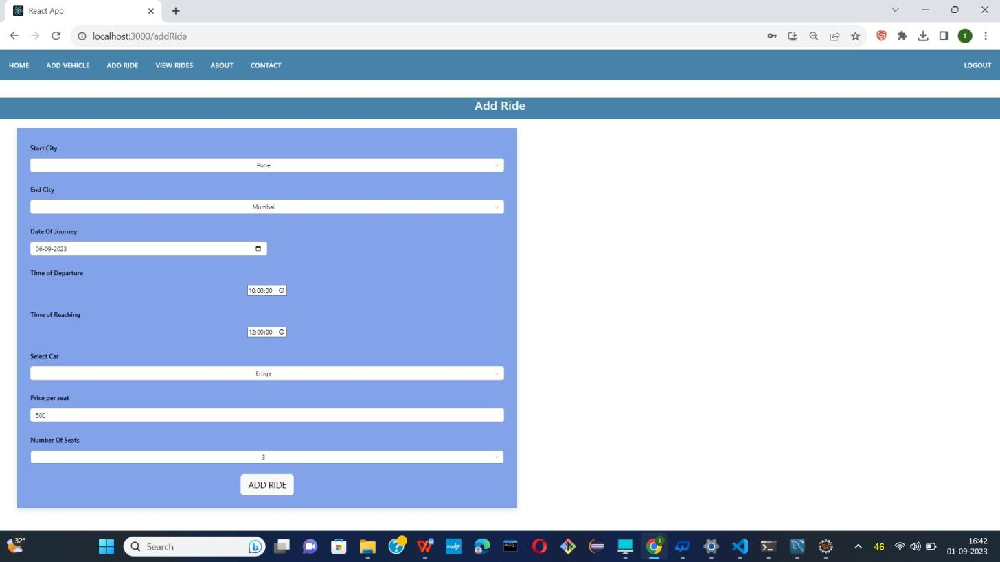 React App
localhost:3000/addRide
t
HOME ADD VEHICLE ADD RIDE VIEW RIDES ABOUT CONTACT LOGOUT
Add Ride
Start City
Pune
End City
Mumbai
Date Of Journey
06-09-2023
Time of Departure
10:00:00
Time of Reaching
12:00:00
Select Car
Ertiga
Price per seat
500
Number Of Seats
3
ADD RIDE
32°
Search
myhp
MySQL
t
46
16:42
01-09-2023